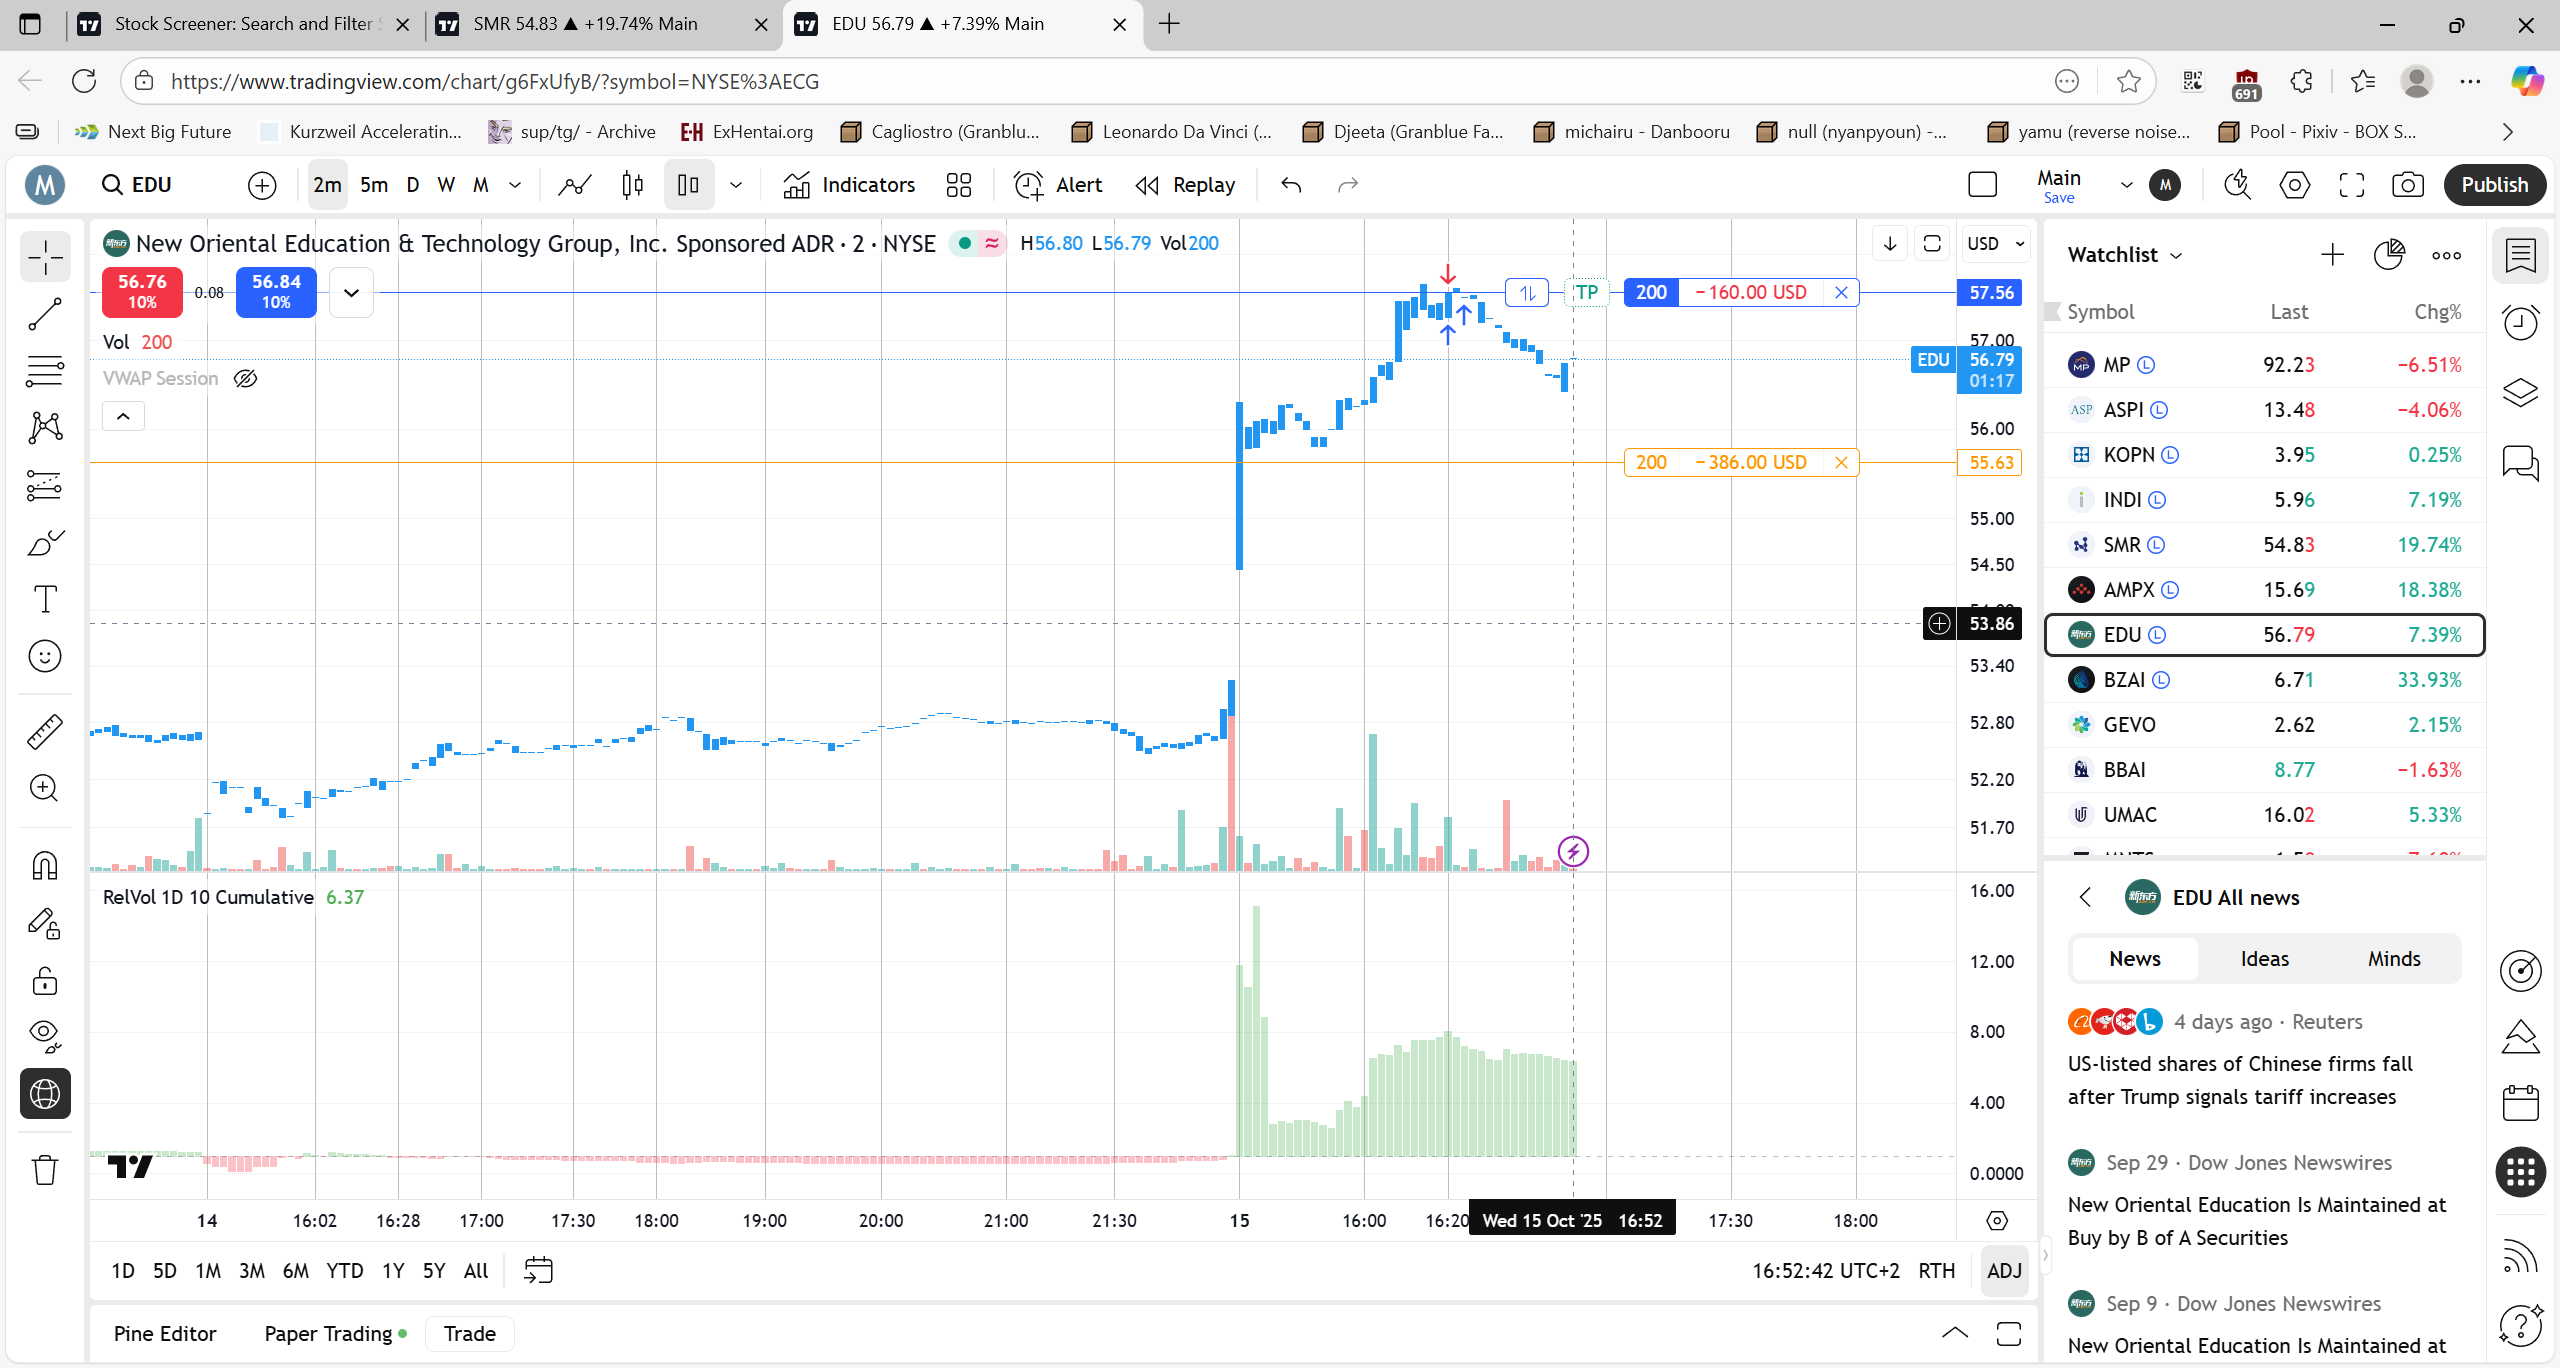 Stock Screener: Search and Filter S
SMR 54.83 ▲ +19.74% Main
EDU 56.79 ▲ +7.39% Main
https://www.tradingview.com/chart/g6FxUfyB/?symbol=NYSE%3AECG
691
Next Big Future
Kurzweil Acceleratin...
sup/tg/ - Archive
EH ExHentai.org
Cagliostro (Granblu...
Leonardo Da Vinci (...
Djeeta (Granblue Fa...
michairu - Danbooru
null (nyanpyoun) -...
yamu (reverse noise...
Pool - Pixiv - BOX S...
M
EDU
2m 5m D W M
Indicators
Alert
Replay
Main
Save
M
Publish
New Oriental Education & Technology Group, Inc. Sponsored ADR · 2 · NYSE
H56.80 L56.79 Vol200
USD
56.76
10%
0.08
56.84
10%
TP
200 −160.00 USD
57.56
Vol 200
57.00
VWAP Session
EDU 56.79
01:17
56.00
200 −386.00 USD
55.63
55.00
54.50
53.86
53.40
52.80
52.20
51.70
RelVol 1D 10 Cumulative 6.37
16.00
12.00
8.00
4.00
0.0000
14 16:02 16:28 17:00 17:30 18:00 19:00 20:00 21:00 21:30 15 16:00 16:20 Wed 15 Oct '25 16:52 17:30 18:00
1D 5D 1M 3M 6M YTD 1Y 5Y All
16:52:42 UTC+2 RTH ADJ
Pine Editor
Paper Trading
Trade
Watchlist
Symbol Last Chg%
MP L 92.23 −6.51%
ASP ASPI L 13.48 −4.06%
KOPN L 3.95 0.25%
INDI L 5.96 7.19%
SMR L 54.83 19.74%
AMPX L 15.69 18.38%
EDU L 56.79 7.39%
BZAI L 6.71 33.93%
GEVO 2.62 2.15%
BBAI 8.77 −1.63%
UMAC 16.02 5.33%
EDU All news
News Ideas Minds
4 days ago · Reuters
US-listed shares of Chinese firms fall
after Trump signals tariff increases
Sep 29 · Dow Jones Newswires
New Oriental Education Is Maintained at
Buy by B of A Securities
Sep 9 · Dow Jones Newswires
New Oriental Education Is Maintained at